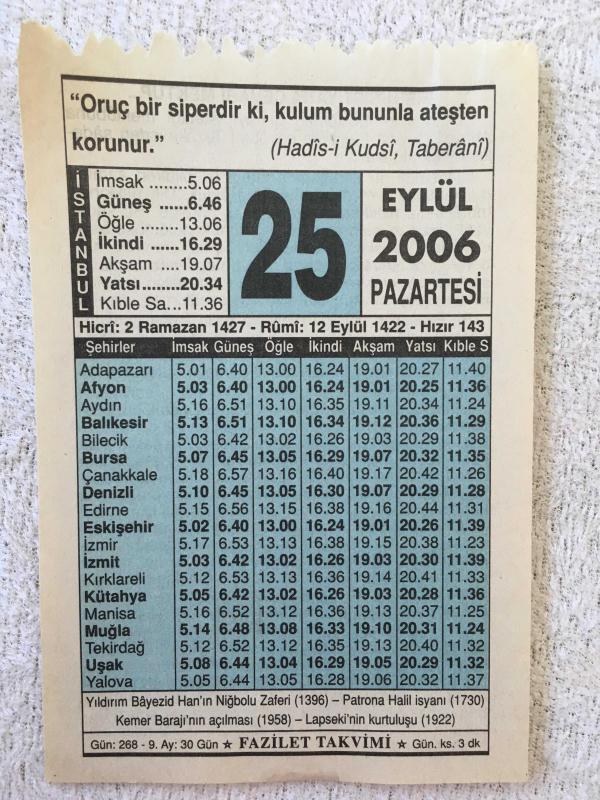 “Oruç bir siperdir ki, kulum bununla ateşten
korunur.” (Hadîs-i Kudsî, Taberânî)
İSTANBUL
İmsak ........5.06
Güneş ......6.46
Öğle .......13.06
İkindi ......16.29
Akşam ....19.07
Yatsı........20.34
Kıble Sa...11.36
25
EYLÜL
2006
PAZARTESİ
Hicrî: 2 Ramazan 1427 - Rûmî: 12 Eylül 1422 - Hızır 143
Şehirler İmsak Güneş Öğle İkindi Akşam Yatsı Kıble S
Adapazarı 5.01 6.40 13.00 16.24 19.01 20.27 11.40
Afyon 5.03 6.40 13.00 16.24 19.01 20.25 11.36
Aydın 5.16 6.51 13.10 16.35 19.11 20.34 11.24
Balıkesir 5.13 6.51 13.10 16.34 19.12 20.36 11.29
Bilecik 5.03 6.42 13.02 16.26 19.03 20.29 11.38
Bursa 5.07 6.45 13.05 16.29 19.07 20.32 11.35
Çanakkale 5.18 6.57 13.16 16.40 19.17 20.42 11.26
Denizli 5.10 6.45 13.05 16.30 19.07 20.29 11.28
Edirne 5.15 6.56 13.15 16.38 19.16 20.44 11.31
Eskişehir 5.02 6.40 13.00 16.24 19.01 20.26 11.39
İzmir 5.17 6.53 13.13 16.38 19.15 20.38 11.23
İzmit 5.03 6.42 13.02 16.26 19.03 20.30 11.39
Kırklareli 5.12 6.53 13.13 16.36 19.14 20.41 11.33
Kütahya 5.05 6.42 13.02 16.26 19.03 20.28 11.36
Manisa 5.16 6.52 13.12 16.36 19.13 20.37 11.25
Muğla 5.14 6.48 13.08 16.33 19.10 20.31 11.24
Tekirdağ 5.12 6.52 13.12 16.35 19.13 20.40 11.32
Uşak 5.08 6.44 13.04 16.29 19.05 20.29 11.32
Yalova 5.05 6.44 13.05 16.28 19.06 20.32 11.37
Yıldırım Bâyezid Han’ın Niğbolu Zaferi (1396) – Patrona Halil isyanı (1730)
Kemer Barajı’nın açılması (1958) – Lapseki’nin kurtuluşu (1922)
Gün: 268 - 9. Ay: 30 Gün ★ FAZİLET TAKVİMİ ★ Gün. ks. 3 dk